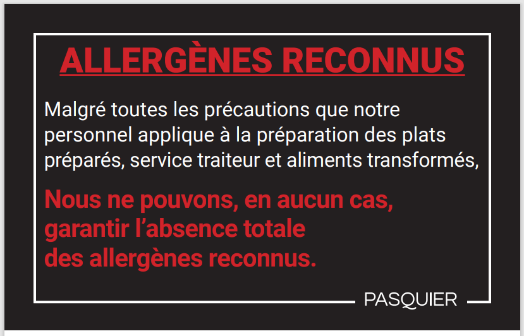 ALLERGÈNES RECONNUS
Malgré toutes les précautions que notre
personnel applique à la préparation des plats
préparés, service traiteur et aliments transformés,
Nous ne pouvons, en aucun cas,
garantir l'absence totale
des allergènes reconnus.
PASQUIER